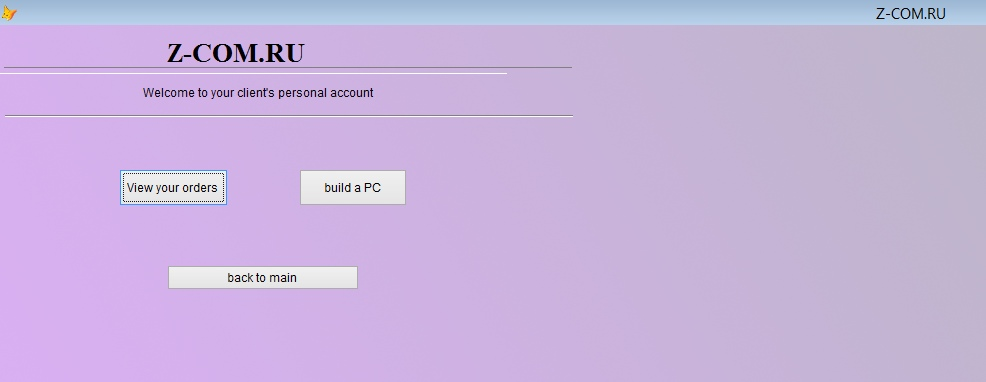 Z-COM.RU
Z-COM.RU
Welcome to your client's personal account
View your orders
build a PC
back to main